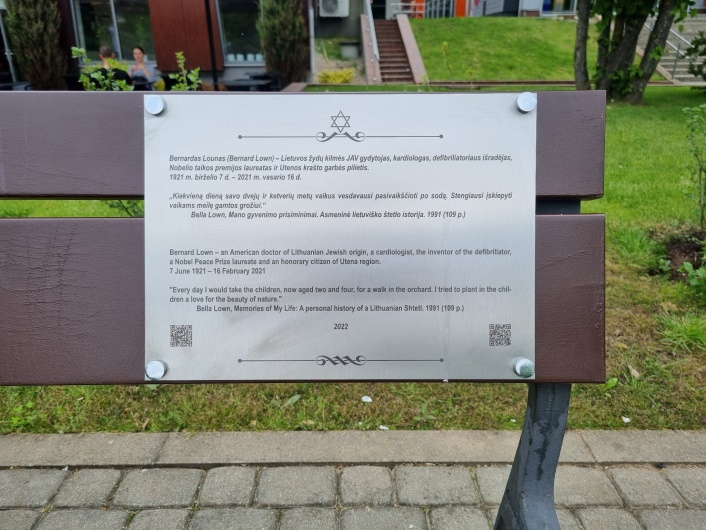 Bernardas Lounas (Bernard Lown) – Lietuvos žydų kilmės JAV gydytojas, kardiologas, defibriliatoriaus išradėjas,
Nobelio taikos premijos laureatas ir Utenos krašto garbės pilietis.
1921 m. birželio 7 d. – 2021 m. vasario 16 d.
„Kiekvieną dieną savo dvejų ir ketverių metų vaikus vesdavausi pasivaikščioti po sodą. Stengiausi įskiepyti
vaikams meilę gamtos grožiui.“
Bella Lown, Mano gyvenimo prisiminimai. Asmeninė lietuviško štetlo istorija. 1991 (109 p.)
Bernard Lown – an American doctor of Lithuanian Jewish origin, a cardiologist, the inventor of the defibrillator,
a Nobel Peace Prize laureate and an honorary citizen of Utena region.
7 June 1921 – 16 February 2021
"Every day I would take the children, now aged two and four, for a walk in the orchard. I tried to plant in the chil-
dren a love for the beauty of nature."
Bella Lown, Memories of My Life: A personal history of a Lithuanian Shtetl. 1991 (109 p.)
2022